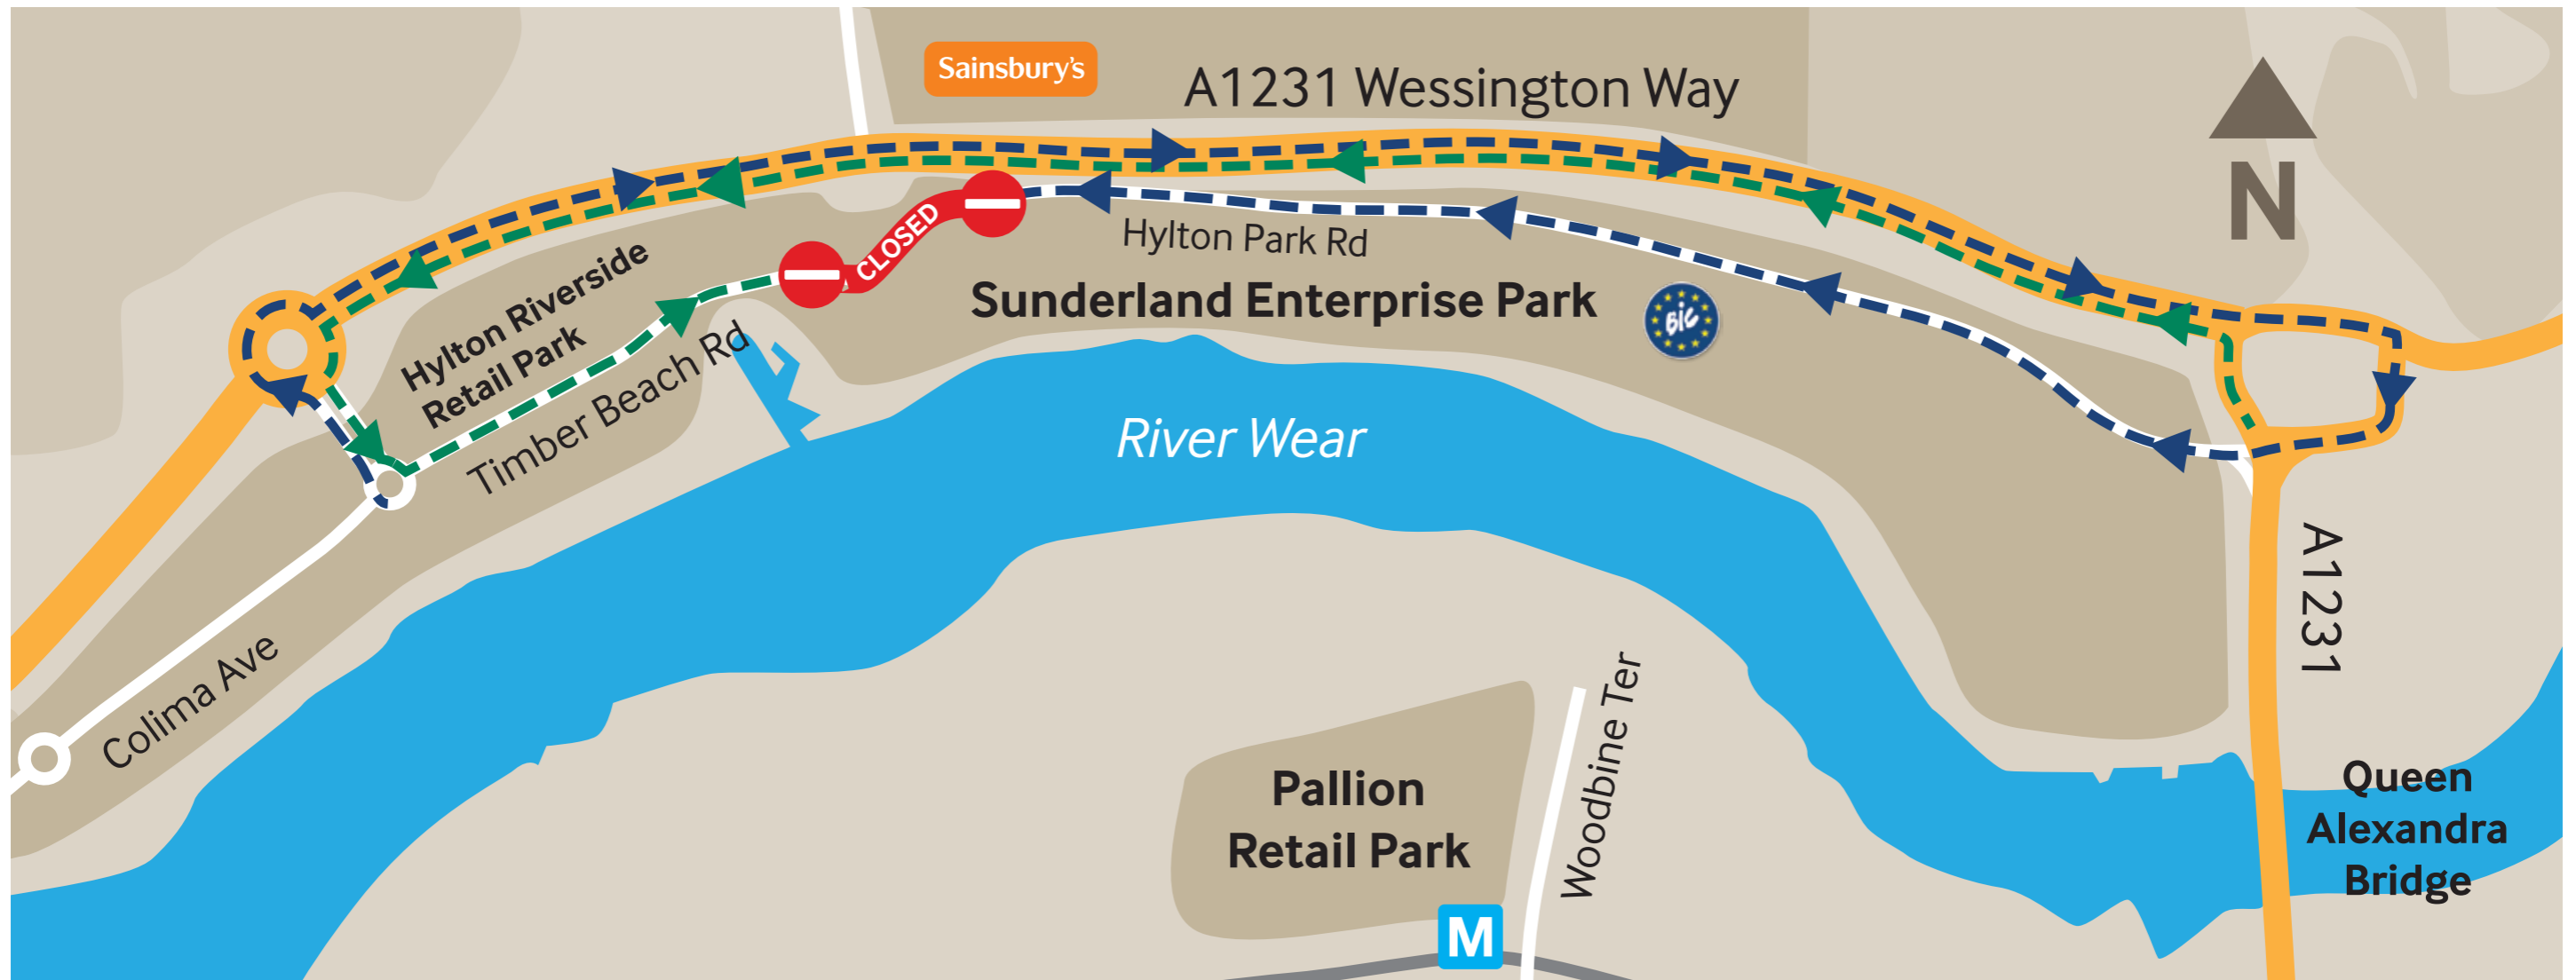 Sainsbury's
A1231 Wessington Way
N
CLOSED
Hylton Park Rd
Hylton Riverside
Retail Park
Sunderland Enterprise Park
BIC
Timber Beach Rd
River Wear
A1231
Colima Ave
Woodbine Ter
Pallion
Retail Park
Queen
Alexandra
Bridge
M